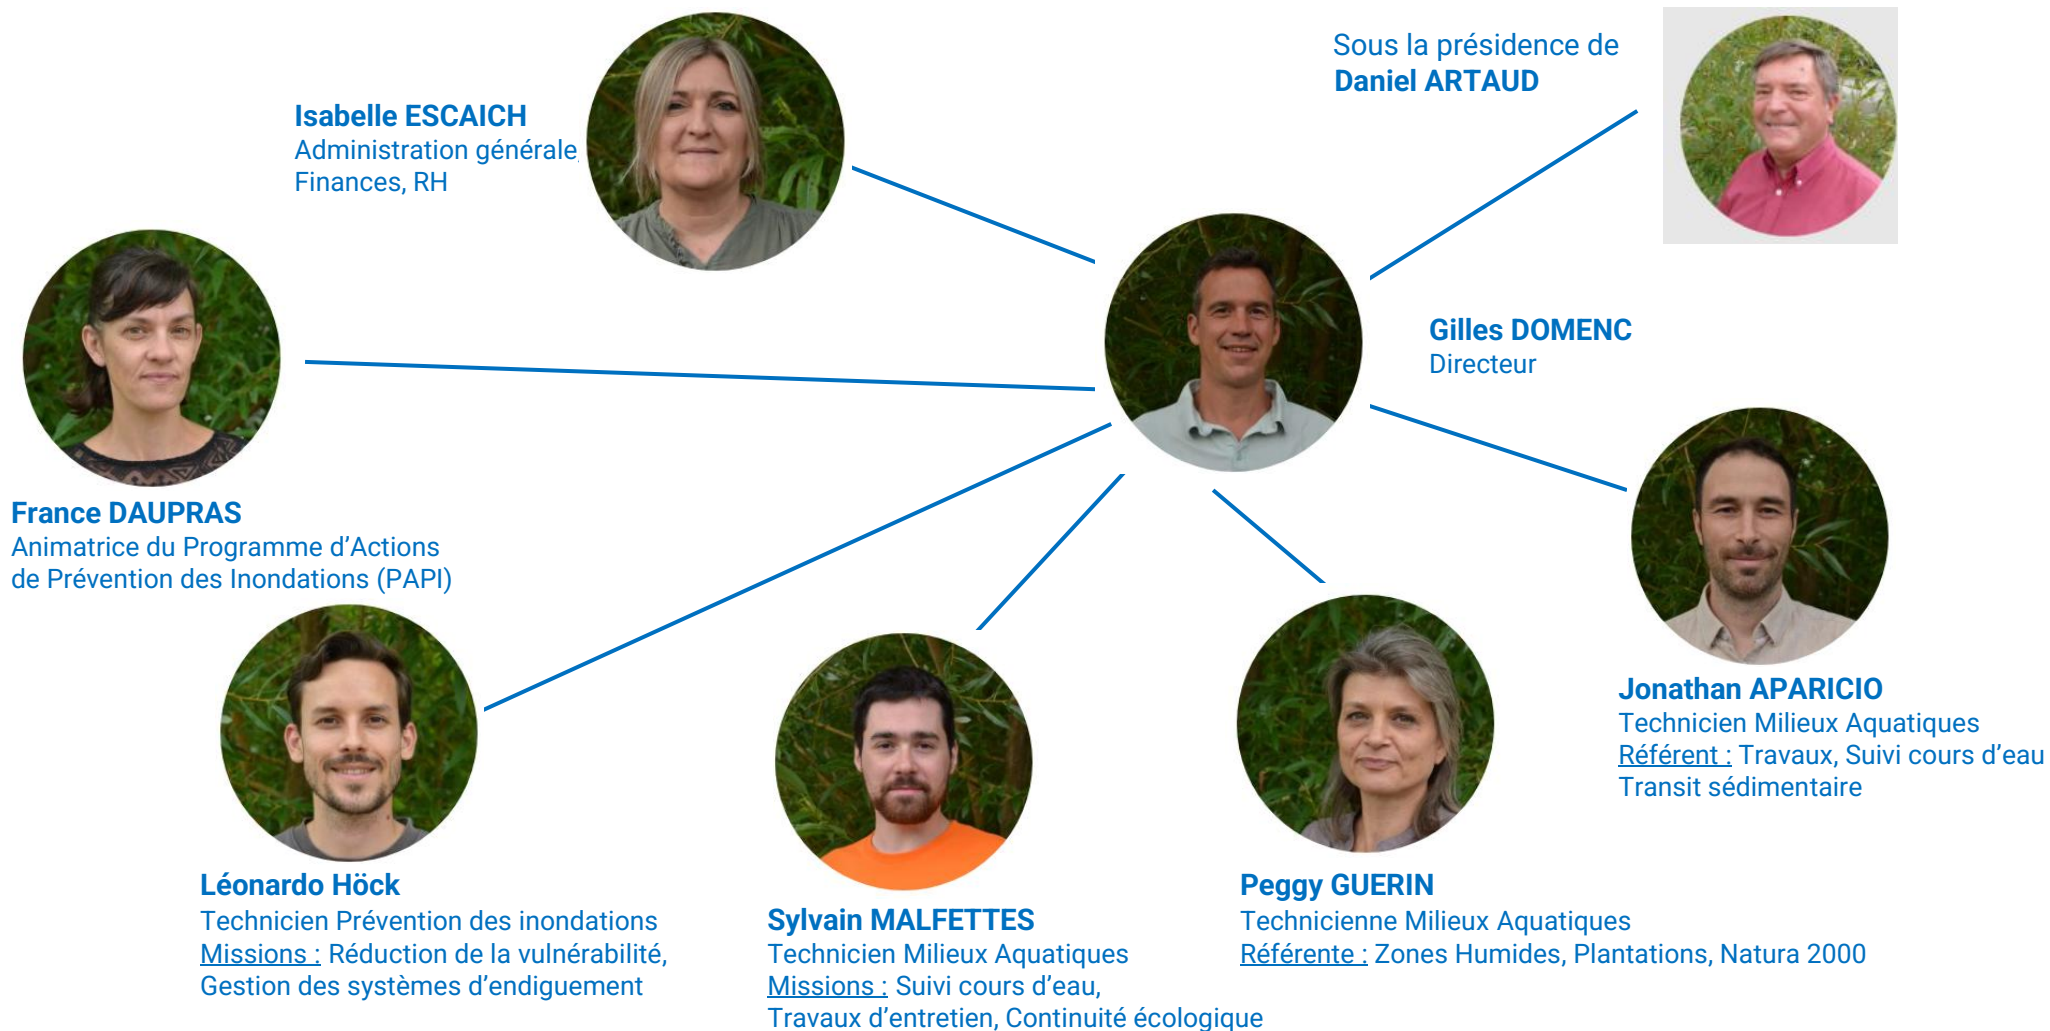 Sous la présidence de
Daniel ARTAUD
Isabelle ESCAICH
Administration générale,
Finances, RH
Gilles DOMENC
Directeur
France DAUPRAS
Animatrice du Programme d’Actions
de Prévention des Inondations (PAPI)
Jonathan APARICIO
Technicien Milieux Aquatiques
Référent : Travaux, Suivi cours d’eau
Transit sédimentaire
Léonardo Höck
Technicien Prévention des inondations
Missions : Réduction de la vulnérabilité,
Gestion des systèmes d’endiguement
Sylvain MALFETTES
Technicien Milieux Aquatiques
Missions : Suivi cours d’eau,
Travaux d’entretien, Continuité écologique
Peggy GUERIN
Technicienne Milieux Aquatiques
Référente : Zones Humides, Plantations, Natura 2000